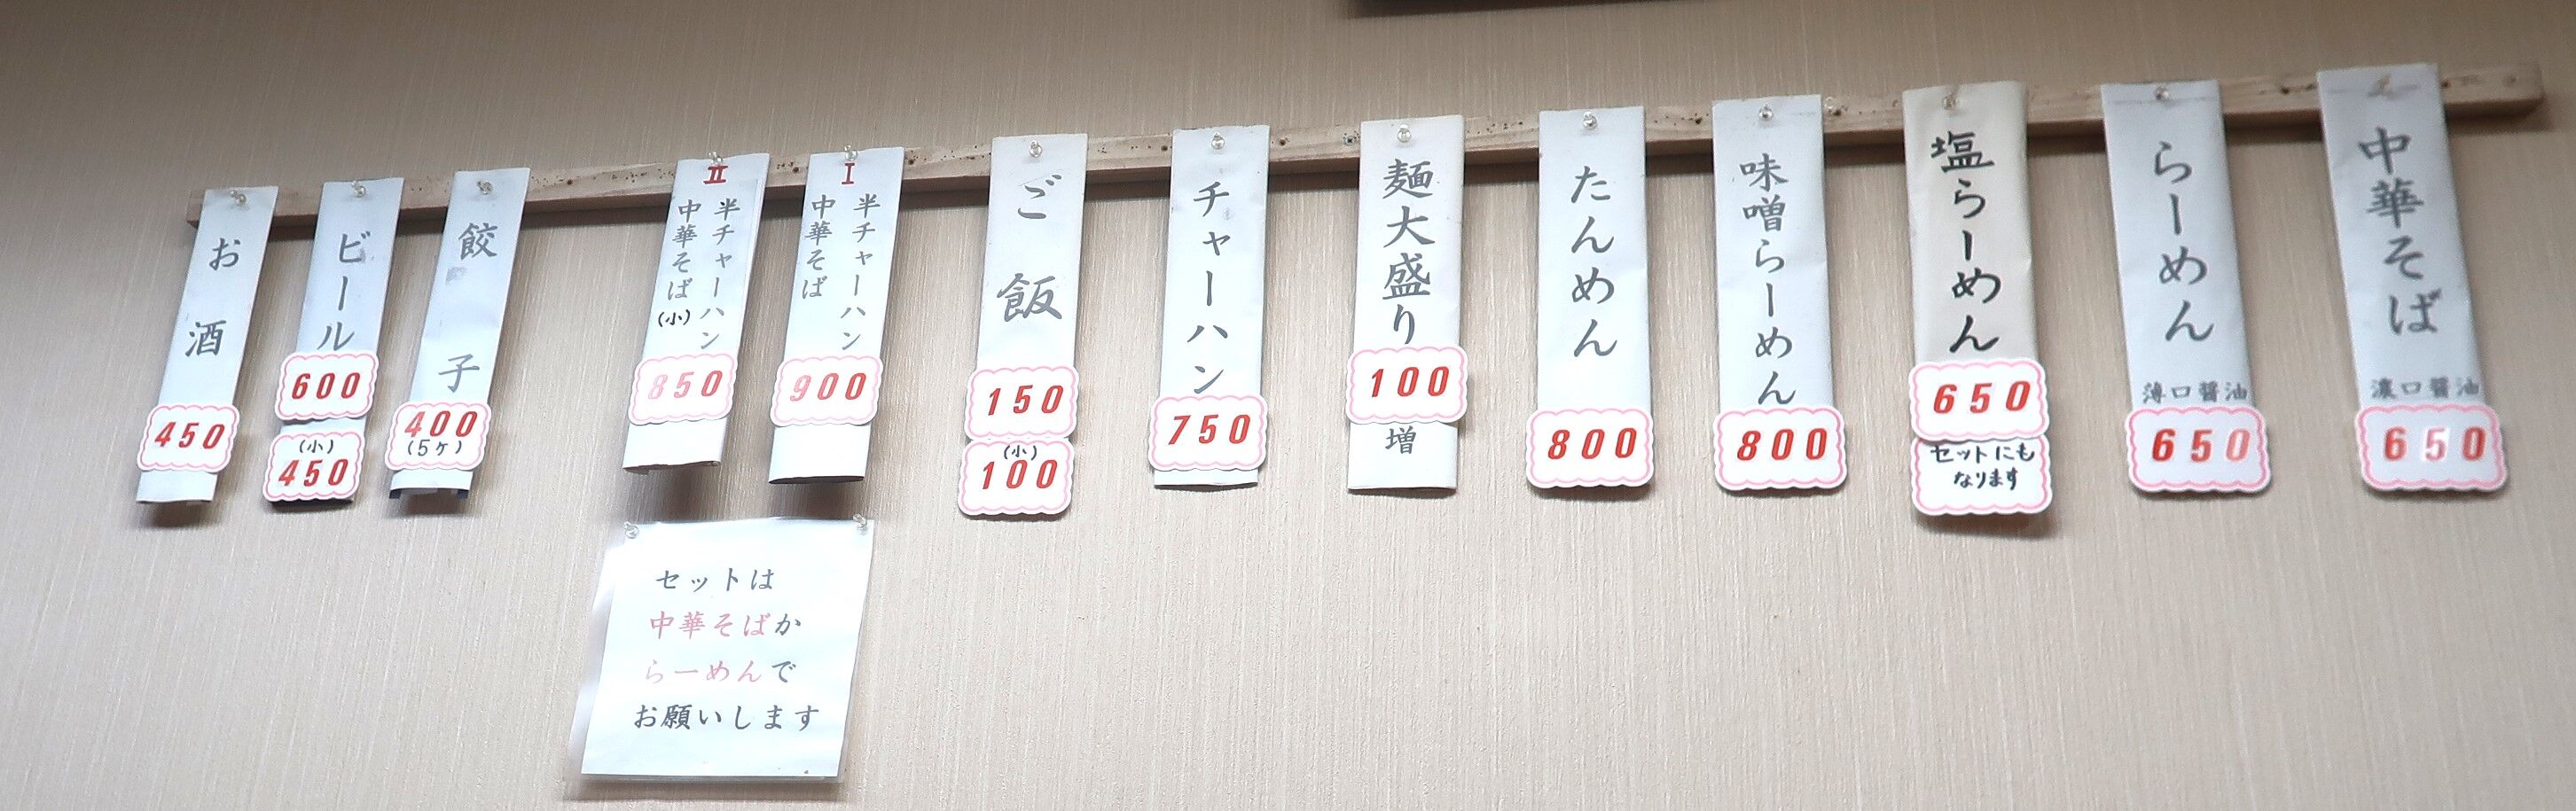 中華そば
濃口醤油
650
らーめん
薄口醤油
650
塩らーめん
650
セットにも
なります
味噌らーめん
800
たんめん
800
麺大盛り
100
増
チャーハン
750
ご飯
150
(小)
100
I
半チャーハン
中華そば
900
II
半チャーハン
中華そば
(小)
850
餃子
400
(5ヶ)
ビール
600
(小)
450
お酒
450
セットは
中華そばか
らーめんで
お願いします